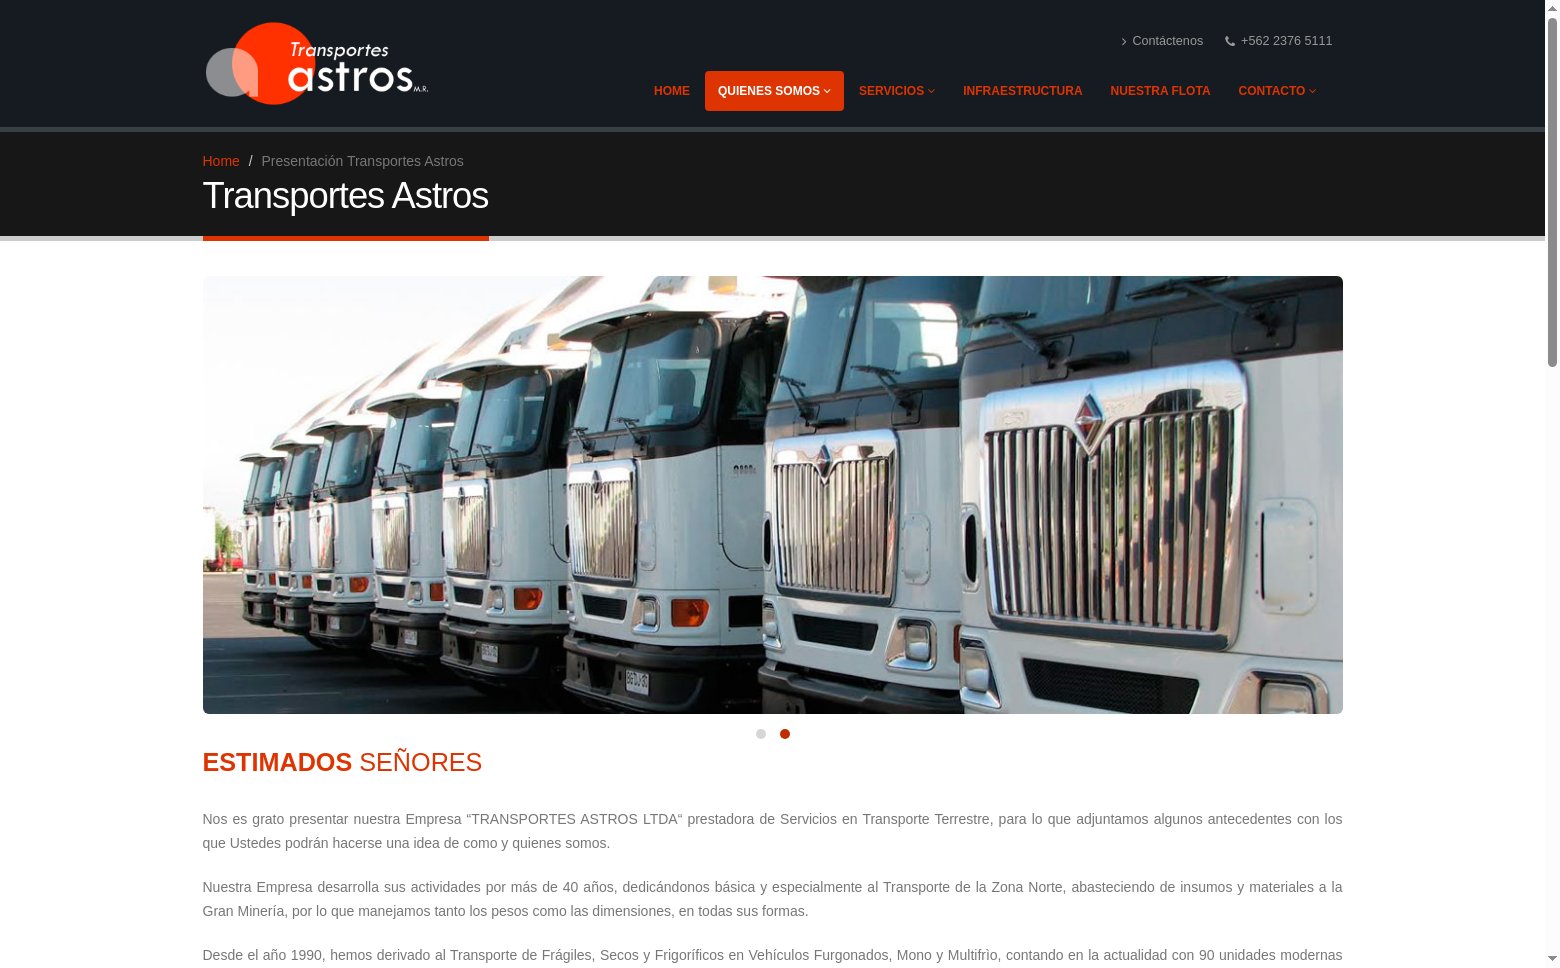 Transportes
astros M.R.
Contáctenos
+562 2376 5111
HOME
QUIENES SOMOS
SERVICIOS
INFRAESTRUCTURA
NUESTRA FLOTA
CONTACTO
Home / Presentación Transportes Astros
Transportes Astros
ESTIMADOS SEÑORES
Nos es grato presentar nuestra Empresa “TRANSPORTES ASTROS LTDA“ prestadora de Servicios en Transporte Terrestre, para lo que adjuntamos algunos antecedentes con los
que Ustedes podrán hacerse una idea de como y quienes somos.
Nuestra Empresa desarrolla sus actividades por más de 40 años, dedicándonos básica y especialmente al Transporte de la Zona Norte, abasteciendo de insumos y materiales a la
Gran Minería, por lo que manejamos tanto los pesos como las dimensiones, en todas sus formas.
Desde el año 1990, hemos derivado al Transporte de Frágiles, Secos y Frigoríficos en Vehículos Furgonados, Mono y Multifrìo, contando en la actualidad con 90 unidades modernas